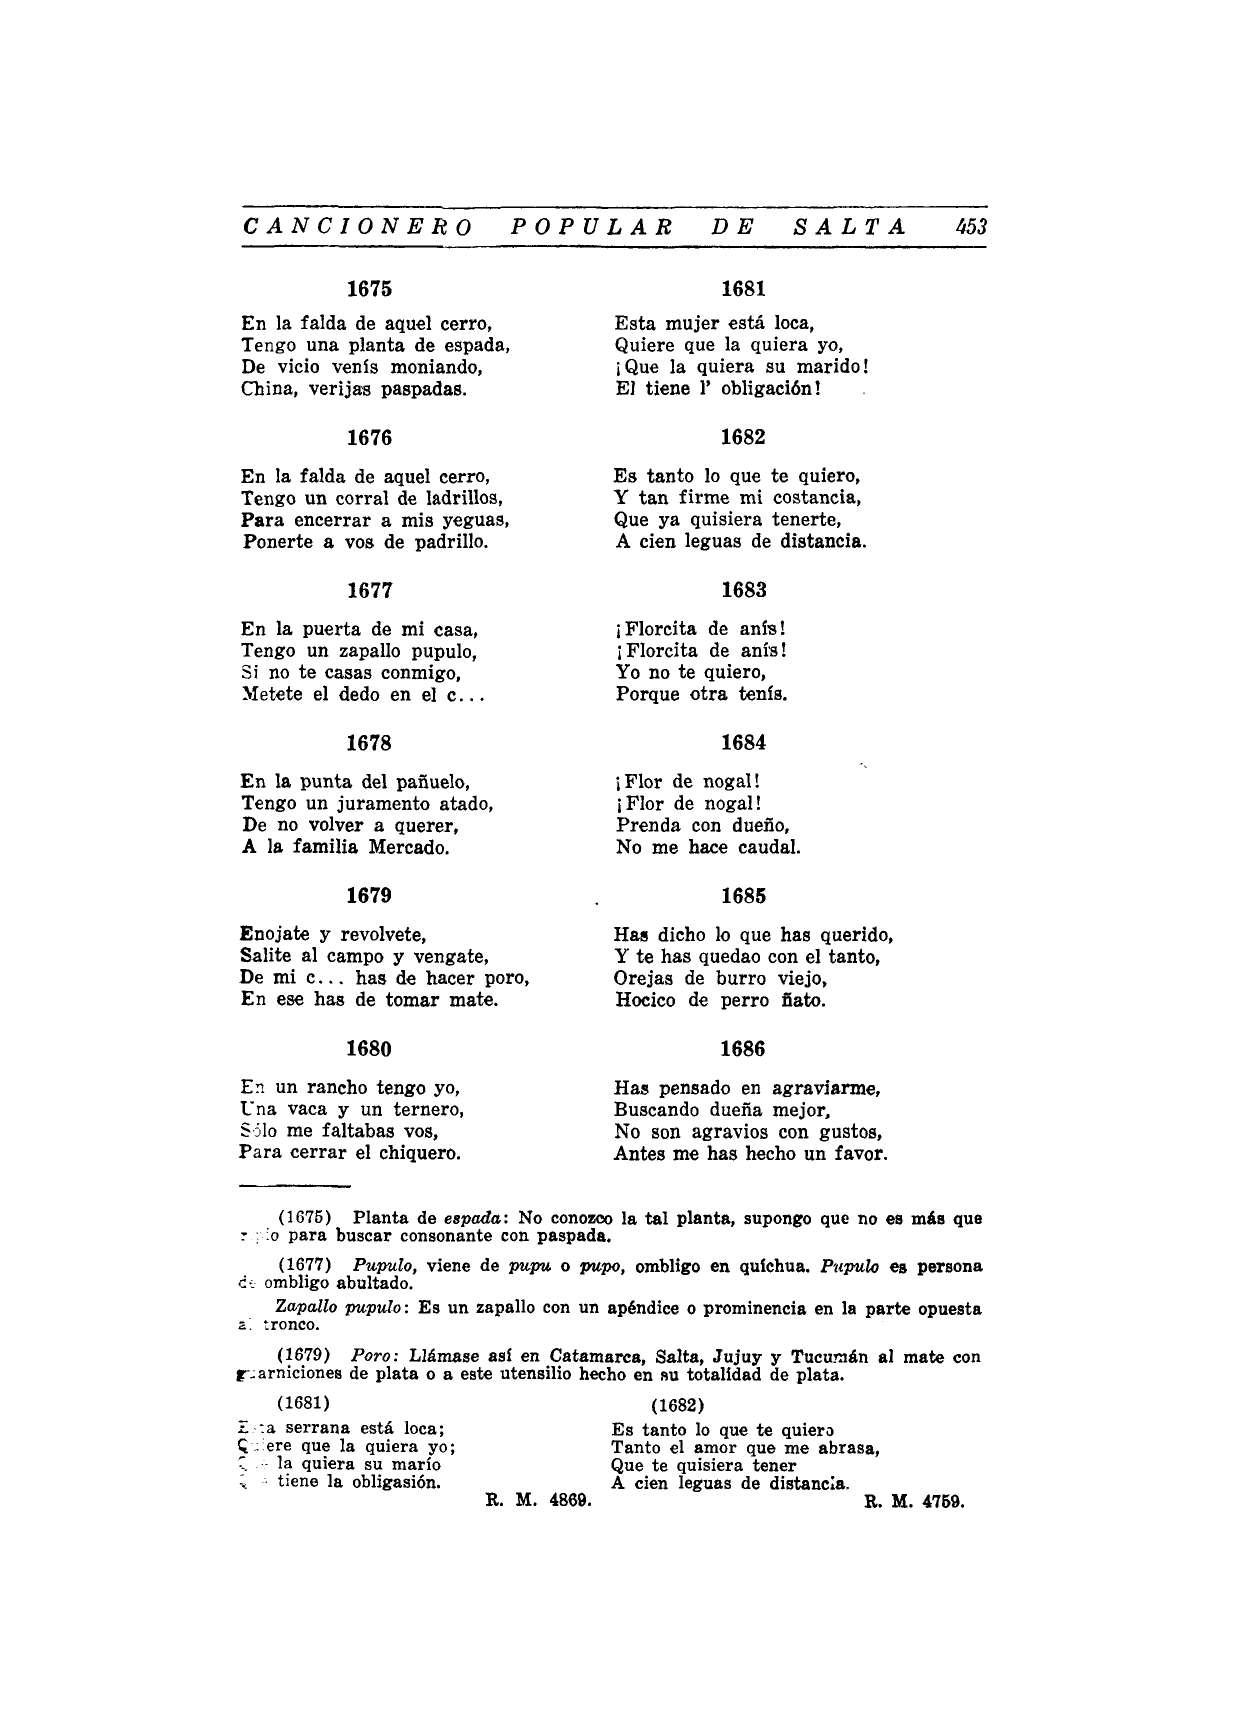 CANCIONERO POPULAR DE SALTA 453
1675
En la falda de aquel cerro,
Tengo una planta de espada,
De vicio venís moniando,
China, verijas paspadas.
1676
En la falda de aquel cerro,
Tengo un corral de ladrillos,
Para encerrar a mis yeguas,
Ponerte a vos de padrillo.
1677
En la puerta de mi casa,
Tengo un zapallo pupulo,
Si no te casas conmigo,
Metete el dedo en el c...
1678
En la punta del pañuelo,
Tengo un juramento atado,
De no volver a querer,
A la familia Mercado.
1679
Enojate y revolvete,
Salite al campo y vengate,
De mi c... has de hacer poro,
En ese has de tomar mate.
1680
En un rancho tengo yo,
Una vaca y un ternero,
Sólo me faltabas vos,
Para cerrar el chiquero.
1681
Esta mujer está loca,
Quiere que la quiera yo,
¡Que la quiera su marido!
El tiene l' obligación!
1682
Es tanto lo que te quiero,
Y tan firme mi costancia,
Que ya quisiera tenerte,
A cien leguas de distancia.
1683
¡Florcita de anís!
¡Florcita de anís!
Yo no te quiero,
Porque otra tenís.
1684
¡Flor de nogal!
¡Flor de nogal!
Prenda con dueño,
No me hace caudal.
1685
Has dicho lo que has querido,
Y te has quedao con el tanto,
Orejas de burro viejo,
Hocico de perro ñato.
1686
Has pensado en agraviarme,
Buscando dueña mejor,
No son agravios con gustos,
Antes me has hecho un favor.
(1675) Planta de espada: No conozco la tal planta, supongo que no es más que
para buscar consonante con paspada.
(1677) Pupulo, viene de pupu o pupo, ombligo en quíchua. Pupulo es persona
de ombligo abultado.
Zapallo pupulo: Es un zapallo con un apéndice o prominencia en la parte opuesta
al tronco.
(1679) Poro: Llámase así en Catamarca, Salta, Jujuy y Tucumán al mate con
guarniciones de plata o a este utensilio hecho en su totalidad de plata.
(1681)
Esta serrana está loca;
Quiere que la quiera yo;
la quiera su marío
tiene la obligasión.
R. M. 4869.
(1682)
Es tanto lo que te quiero
Tanto el amor que me abrasa,
Que te quisiera tener
A cien leguas de distancia.
R. M. 4759.